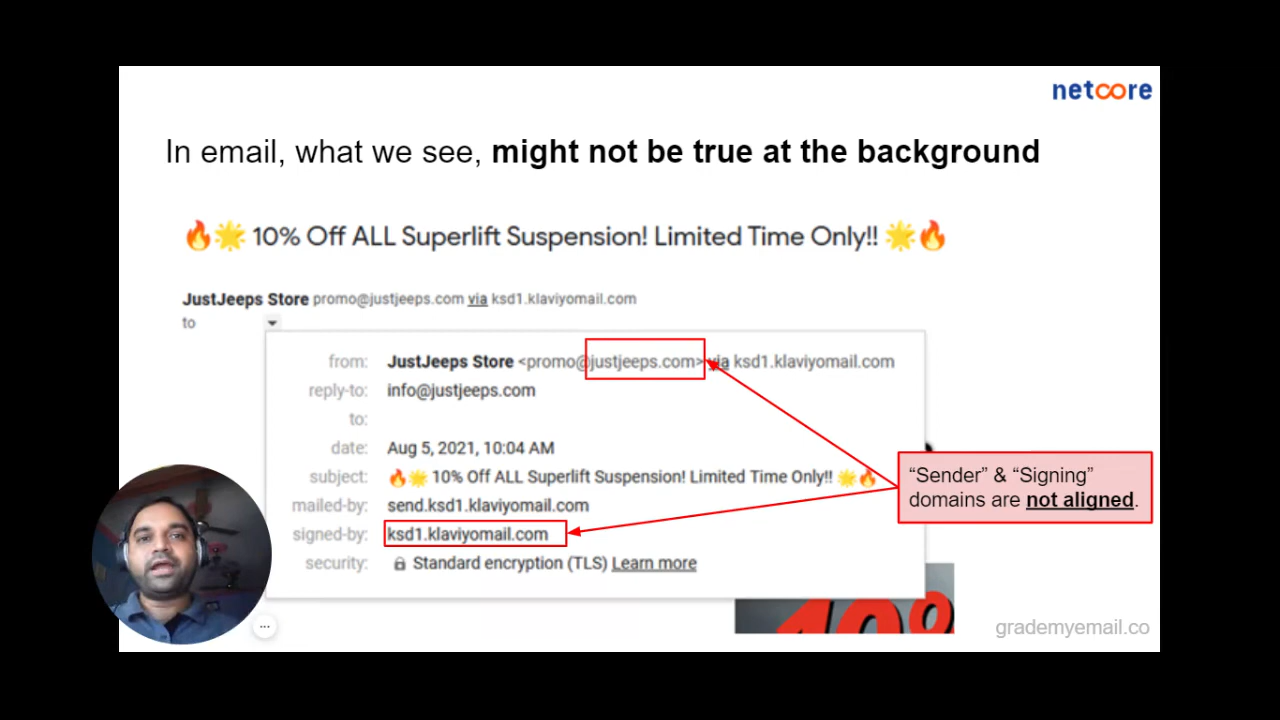 netcore
In email, what we see, might not be true at the background
🔥🌟 10% Off ALL Superlift Suspension! Limited Time Only!! 🌟🔥
JustJeeps Store promo@justjeeps.com via ksd1.klaviyomail.com
to
from: JustJeeps Store <promo@justjeeps.com> via ksd1.klaviyomail.com
reply-to: info@justjeeps.com
to:
date: Aug 5, 2021, 10:04 AM
subject: 🔥🌟 10% Off ALL Superlift Suspension! Limited Time Only!! 🌟🔥
mailed-by: send.ksd1.klaviyomail.com
signed-by: ksd1.klaviyomail.com
security: Standard encryption (TLS) Learn more
“Sender” & “Signing”
domains are not aligned.
10%
grademyemail.co